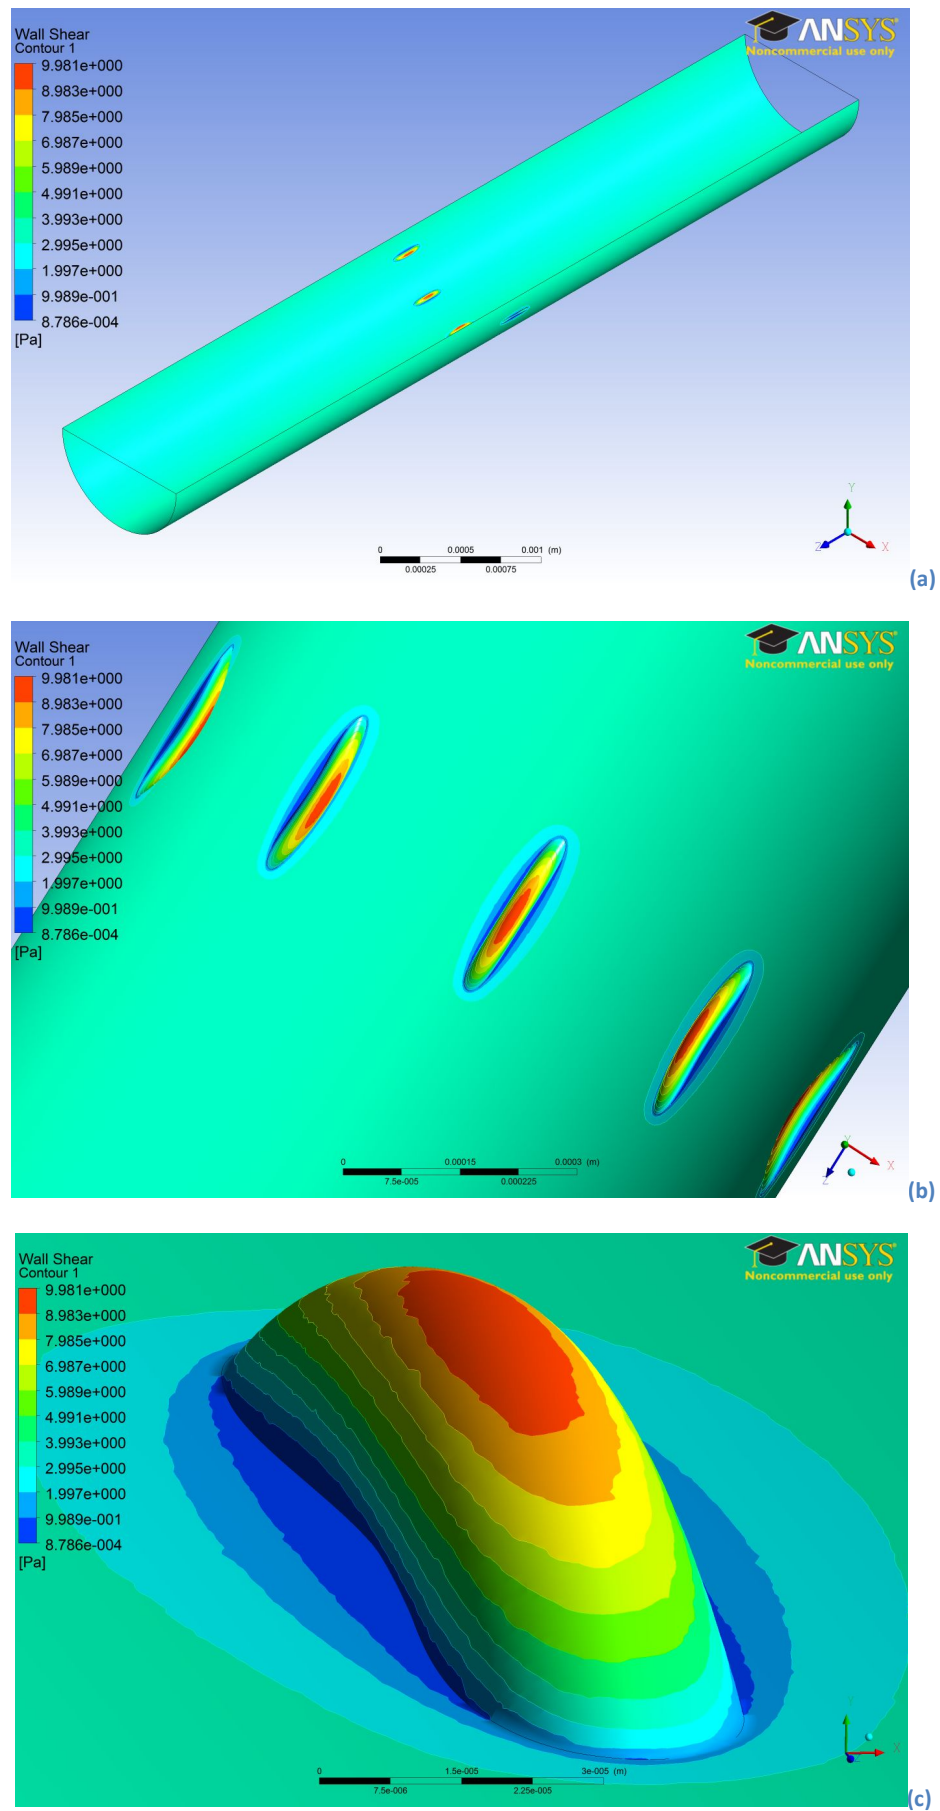 ANSYS
Noncommercial use only
Wall Shear
Contour 1
9.981e+000
8.983e+000
7.985e+000
6.987e+000
5.989e+000
4.991e+000
3.993e+000
2.995e+000
1.997e+000
9.989e-001
8.786e-004
[Pa]
0 0.0005 0.001 (m)
0.00025 0.00075
Y
Z X
(a)
ANSYS
Noncommercial use only
Wall Shear
Contour 1
9.981e+000
8.983e+000
7.985e+000
6.987e+000
5.989e+000
4.991e+000
3.993e+000
2.995e+000
1.997e+000
9.989e-001
8.786e-004
[Pa]
0 0.00015 0.0003 (m)
7.5e-005 0.000225
Y
Z X
(b)
ANSYS
Noncommercial use only
Wall Shear
Contour 1
9.981e+000
8.983e+000
7.985e+000
6.987e+000
5.989e+000
4.991e+000
3.993e+000
2.995e+000
1.997e+000
9.989e-001
8.786e-004
[Pa]
0 1.5e-005 3e-005 (m)
7.5e-006 2.25e-005
Y
Z X
(c)